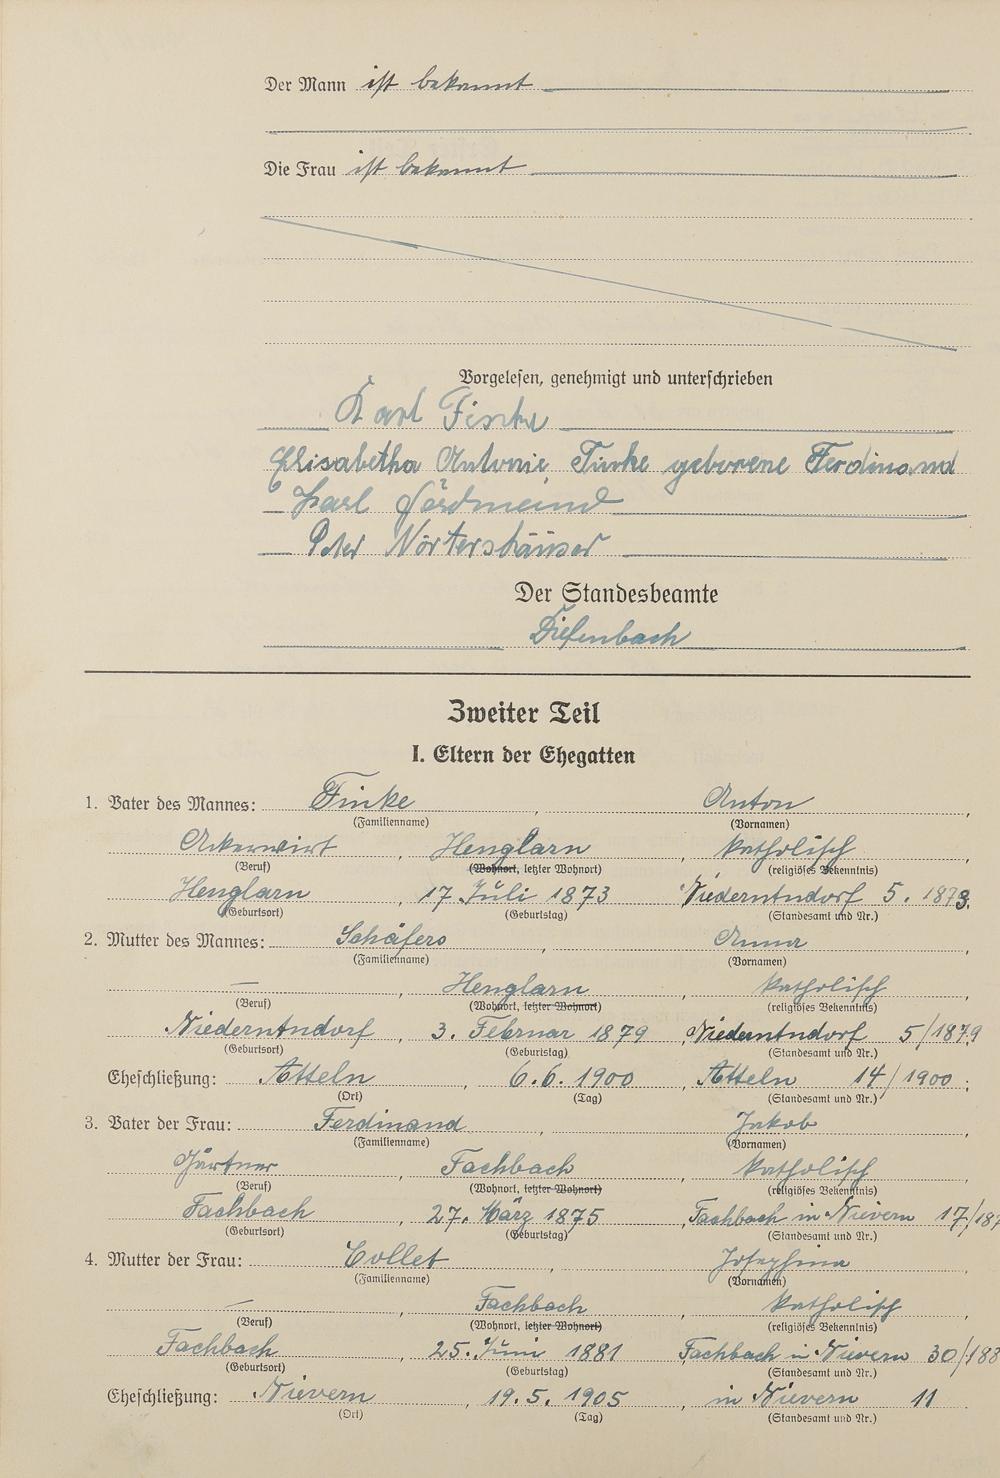 Der Mann ist bekannt
Die Frau ist bekannt
Vorgelesen, genehmigt und unterschrieben
Karl Finke
Elisabetha Antonie Finke geborene Ferdinand
Karl
Peter Nörtershäuser
Der Standesbeamte
Diefenbach
Zweiter Teil
I. Eltern der Ehegatten
1. Vater des Mannes: Finke, Anton,
(Familienname) (Vornamen)
Ackerwirt, Henglarn, katholisch
(Beruf) (Wohnort, letzter Wohnort) (religiöses Bekenntnis)
Henglarn, 17. Juli 1873, Niederntudorf 5. 1873.
(Geburtsort) (Geburtstag) (Standesamt und Nr.)
2. Mutter des Mannes: Schäfers, Anna,
(Familienname) (Vornamen)
—, Henglarn, katholisch,
(Beruf) (Wohnort, letzter Wohnort) (religiöses Bekenntnis)
Niederntudorf, 3. Februar 1879, Niederntudorf 5/1879
(Geburtsort) (Geburtstag) (Standesamt und Nr.)
Eheschließung: Atteln, 6.6.1900, Atteln 14/1900;
(Ort) (Tag) (Standesamt und Nr.)
3. Vater der Frau: Ferdinand, Jakob,
(Familienname) (Vornamen)
Gärtner, Fachbach, katholisch,
(Beruf) (Wohnort, letzter Wohnort) (religiöses Bekenntnis)
Fachbach, 27. März 1875, Fachbach in Nievern 17/187
(Geburtsort) (Geburtstag) (Standesamt und Nr.)
4. Mutter der Frau: Collet, Josephina,
(Familienname) (Vornamen)
—, Fachbach, katholisch,
(Beruf) (Wohnort, letzter Wohnort) (religiöses Bekenntnis)
Fachbach, 25. Juni 1881, Fachbach in Nievern 30/188
(Geburtsort) (Geburtstag) (Standesamt und Nr.)
Eheschließung: Nievern, 19.5.1905, in Nievern 11.
(Ort) (Tag) (Standesamt und Nr.)